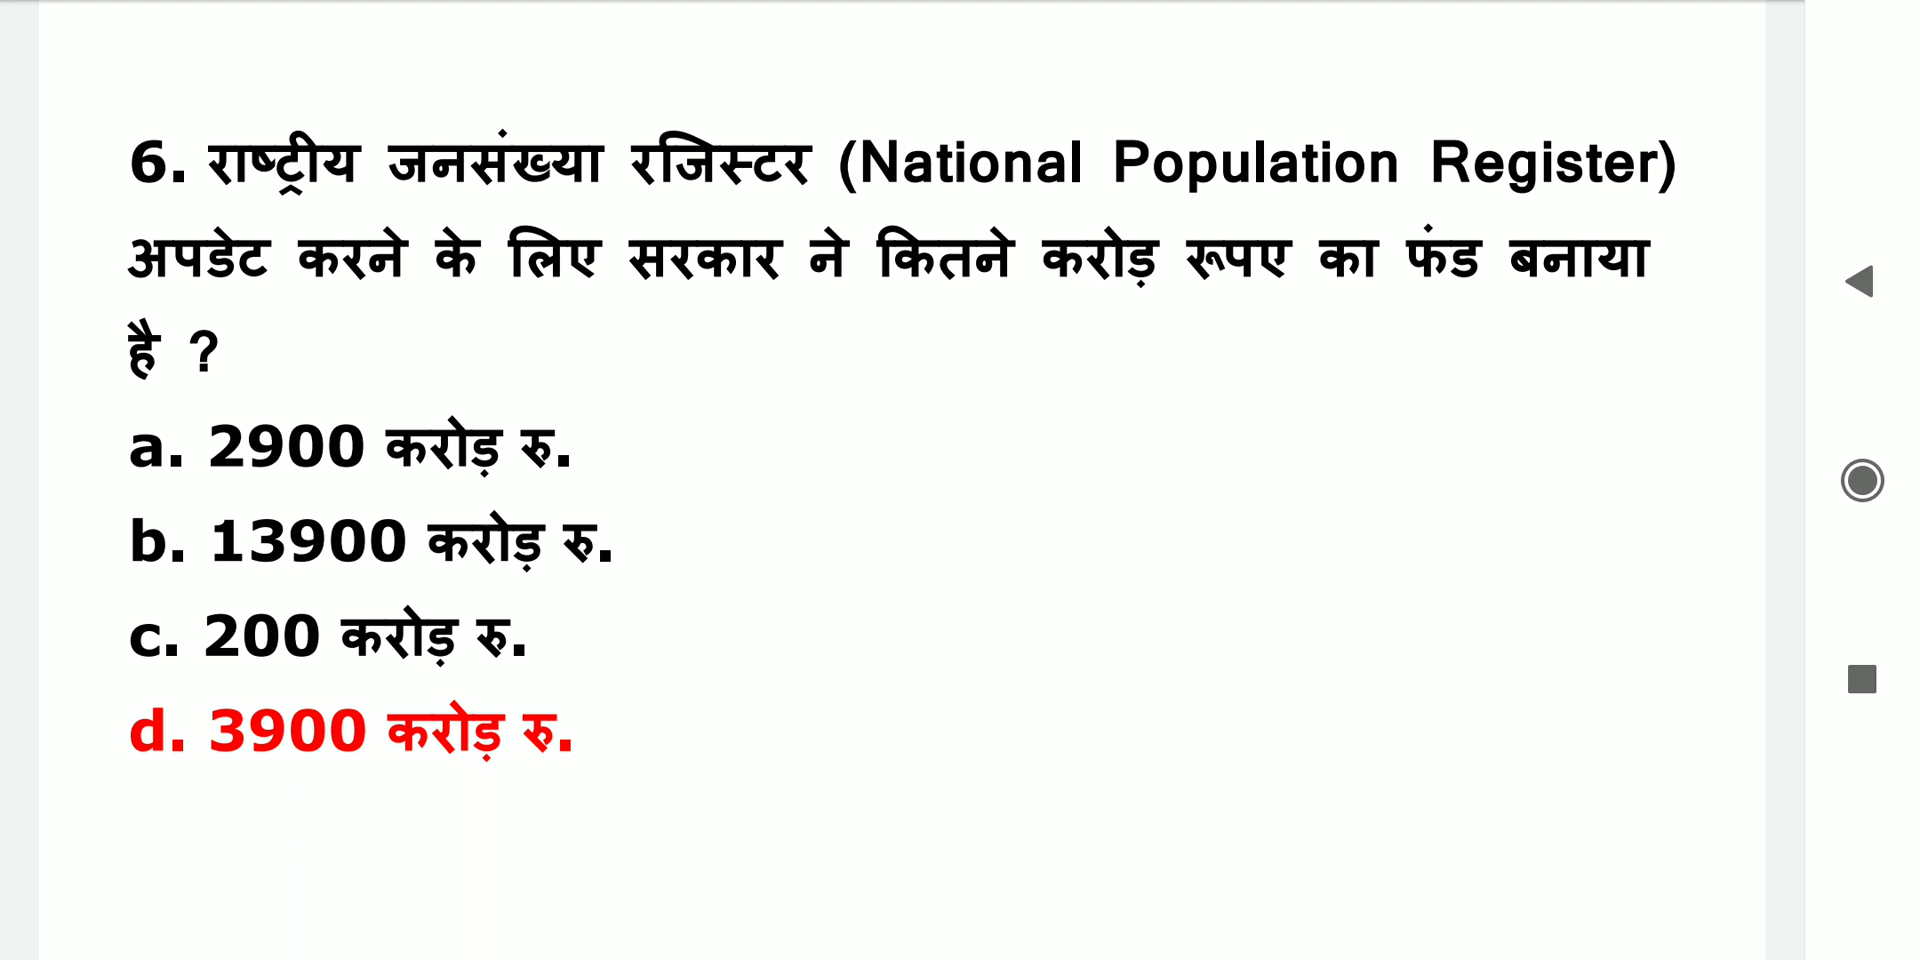 6. राष्ट्रीय जनसंख्या रजिस्टर (National Population Register)
अपडेट करने के लिए सरकार ने कितने करोड़ रूपए का फंड बनाया
है ?
a. 2900 करोड़ रु.
b. 13900 करोड़ रु.
c. 200 करोड़ रु.
d. 3900 करोड़ रु.